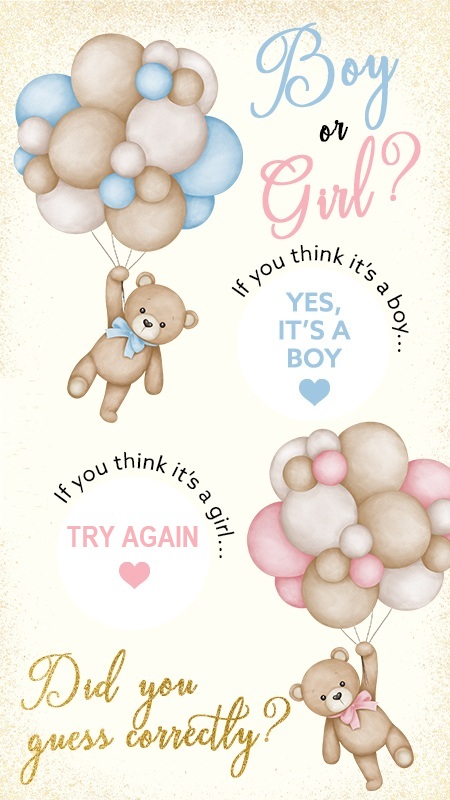 Boy
or
Girl?
If you think it's a boy...
YES,
IT'S A
BOY
If you think it's a girl...
TRY AGAIN
Did you
guess correctly?